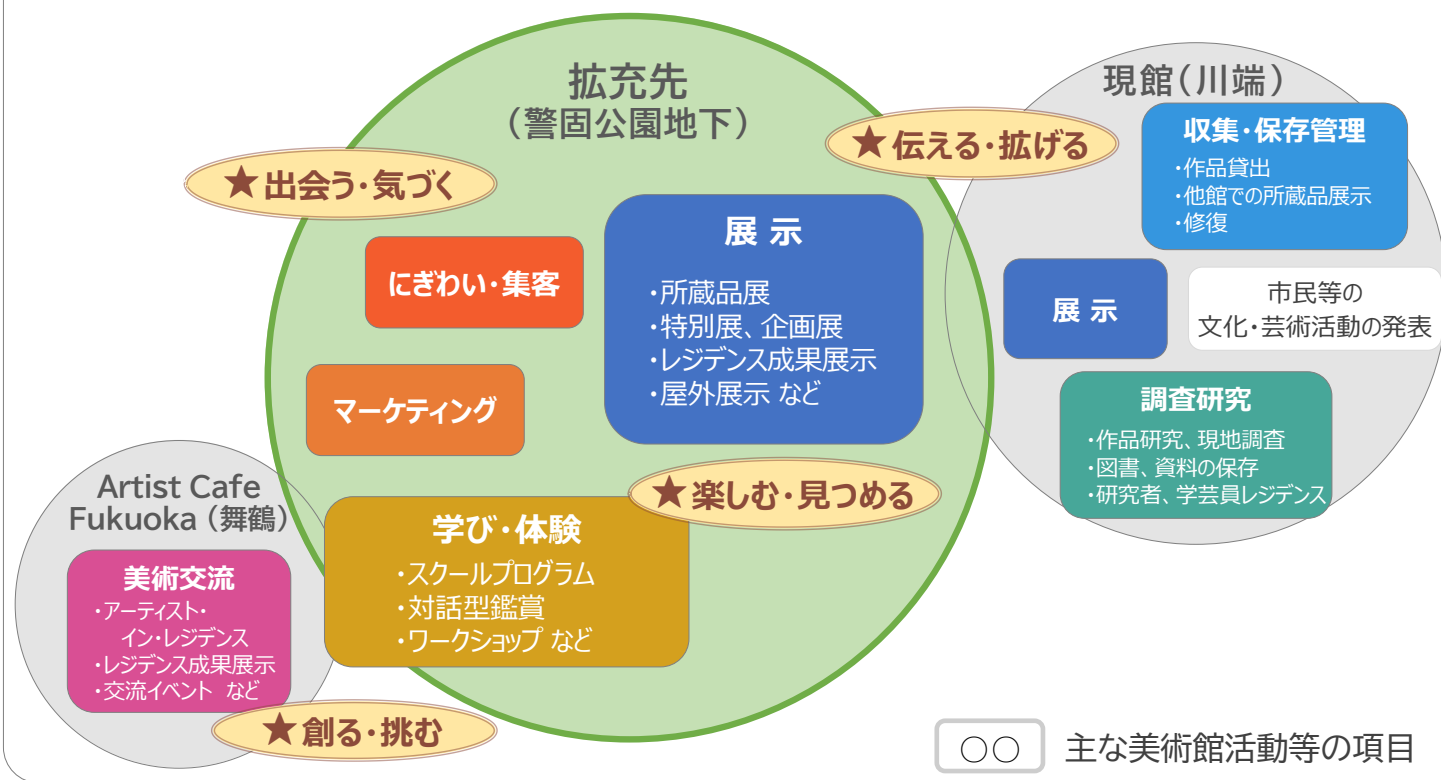 拡充先
（警固公園地下）
★出会う・気づく
★伝える・拡げる
にぎわい・集客
マーケティング
展 示
・所蔵品展
・特別展、企画展
・レジデンス成果展示
・屋外展示 など
★楽しむ・見つめる
学び・体験
・スクールプログラム
・対話型鑑賞
・ワークショップ など
現館（川端）
収集・保存管理
・作品貸出
・他館での所蔵品展示
・修復
展 示
市民等の
文化・芸術活動の発表
調査研究
・作品研究、現地調査
・図書、資料の保存
・研究者、学芸員レジデンス
Artist Cafe
Fukuoka（舞鶴）
美術交流
・アーティスト・
イン・レジデンス
・レジデンス成果展示
・交流イベント など
★創る・挑む
○○ 主な美術館活動等の項目